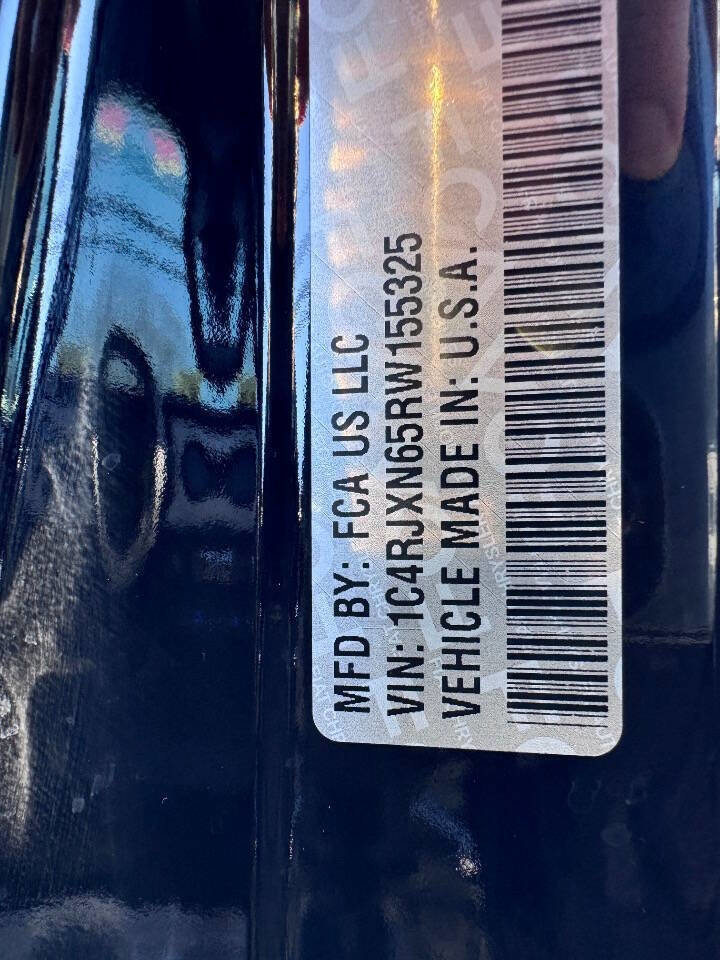 MFD BY: FCA US LLC
VIN: 1C4RJXN65RW155325
VEHICLE MADE IN: U.S.A.